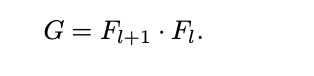 G = F_{l+1} · F_l.